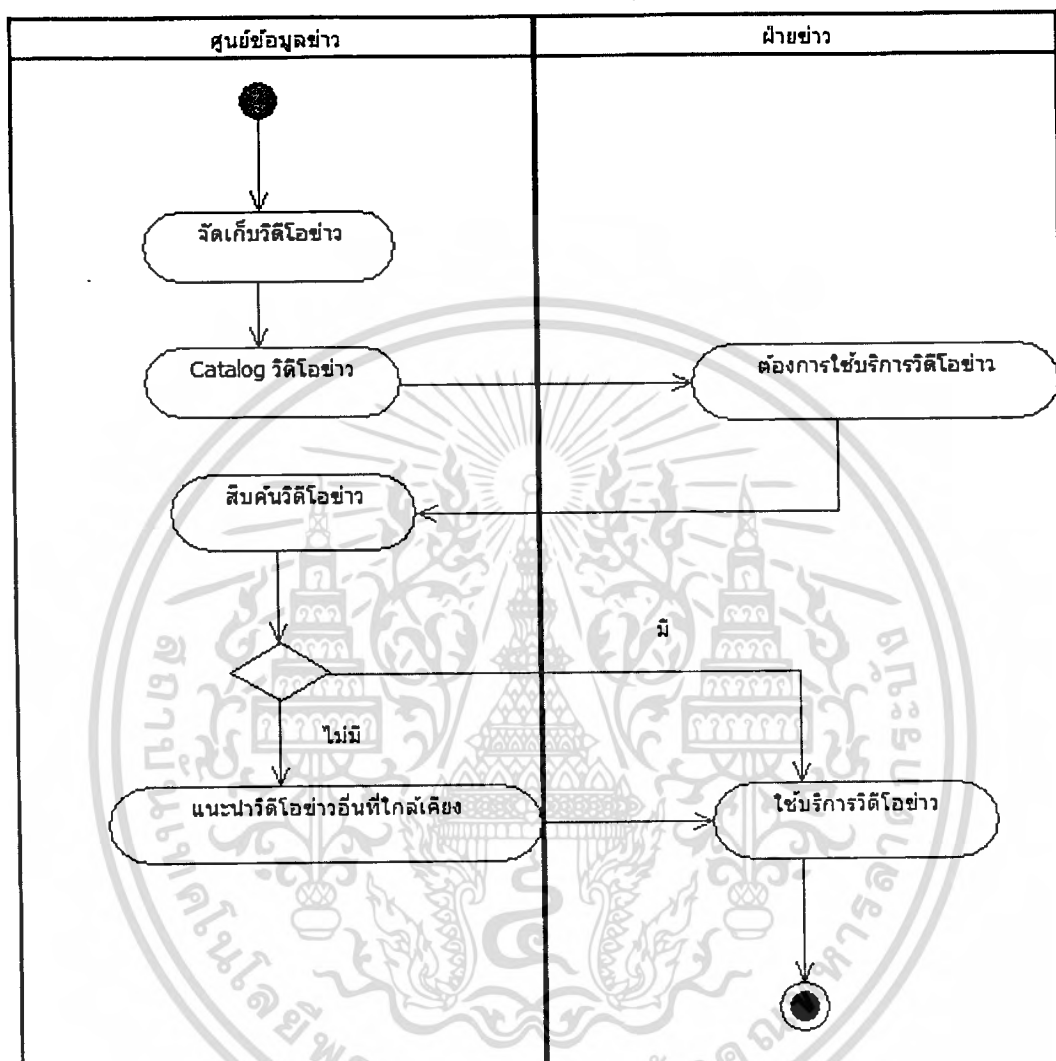 ศูนย์ข้อมูลข่าว
ฝ่ายข่าว
จัดเก็บวิดีโอข่าว
Catalog วิดีโอข่าว
ต้องการใช้บริการวิดีโอข่าว
สืบค้นวิดีโอข่าว
มี
ไม่มี
แนะนำวิดีโอข่าวอื่นที่ใกล้เคียง
ใช้บริการวิดีโอข่าว